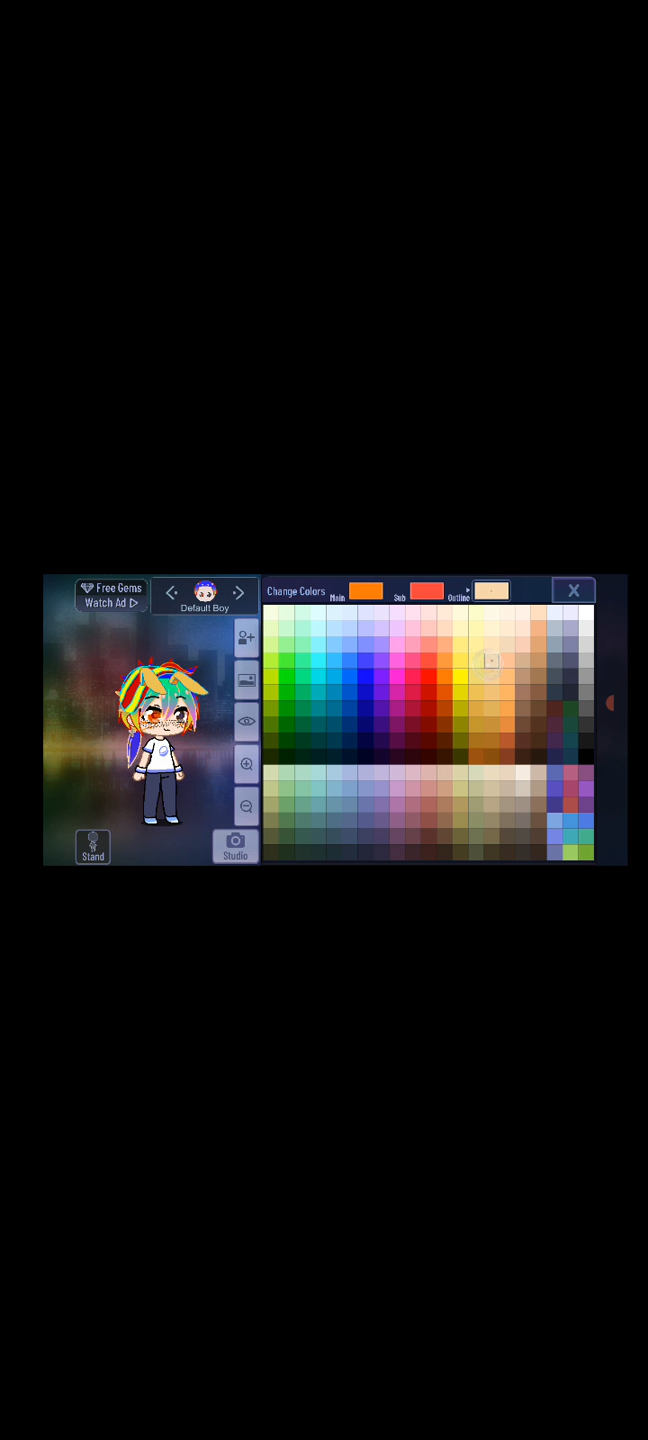 Free Gems
Watch Ad
Default Boy
Change Colors
Main
Sub
Outline
X
Stand
Studio